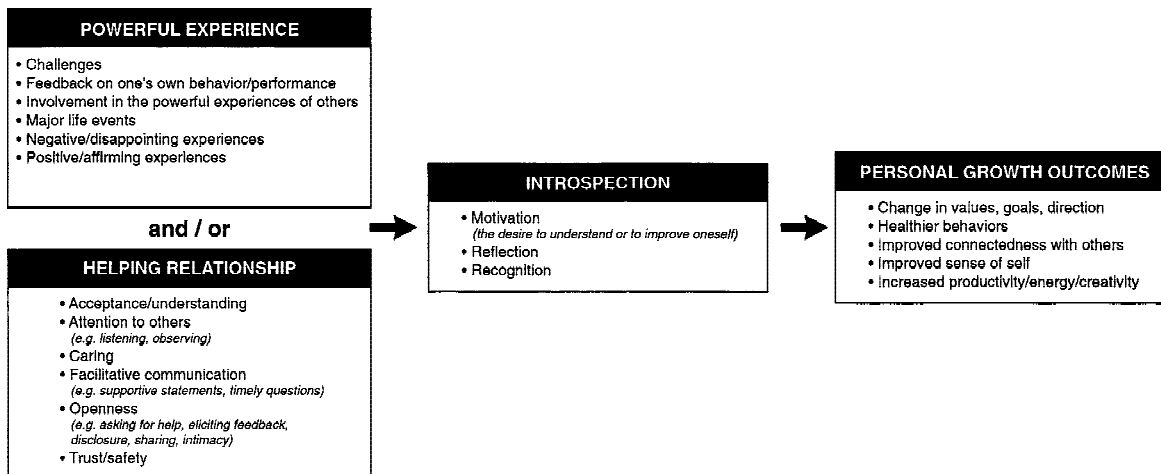 POWERFUL EXPERIENCE
• Challenges
• Feedback on one's own behavior/performance
• Involvement in the powerful experiences of others
• Major life events
• Negative/disappointing experiences
• Positive/affirming experiences
and / or
HELPING RELATIONSHIP
• Acceptance/understanding
• Attention to others
(e.g. listening, observing)
• Caring
• Facilitative communication
(e.g. supportive statements, timely questions)
• Openness
(e.g. asking for help, eliciting feedback,
disclosure, sharing, intimacy)
• Trust/safety
INTROSPECTION
• Motivation
(the desire to understand or to improve oneself)
• Reflection
• Recognition
PERSONAL GROWTH OUTCOMES
• Change in values, goals, direction
• Healthier behaviors
• Improved connectedness with others
• Improved sense of self
• Increased productivity/energy/creativity